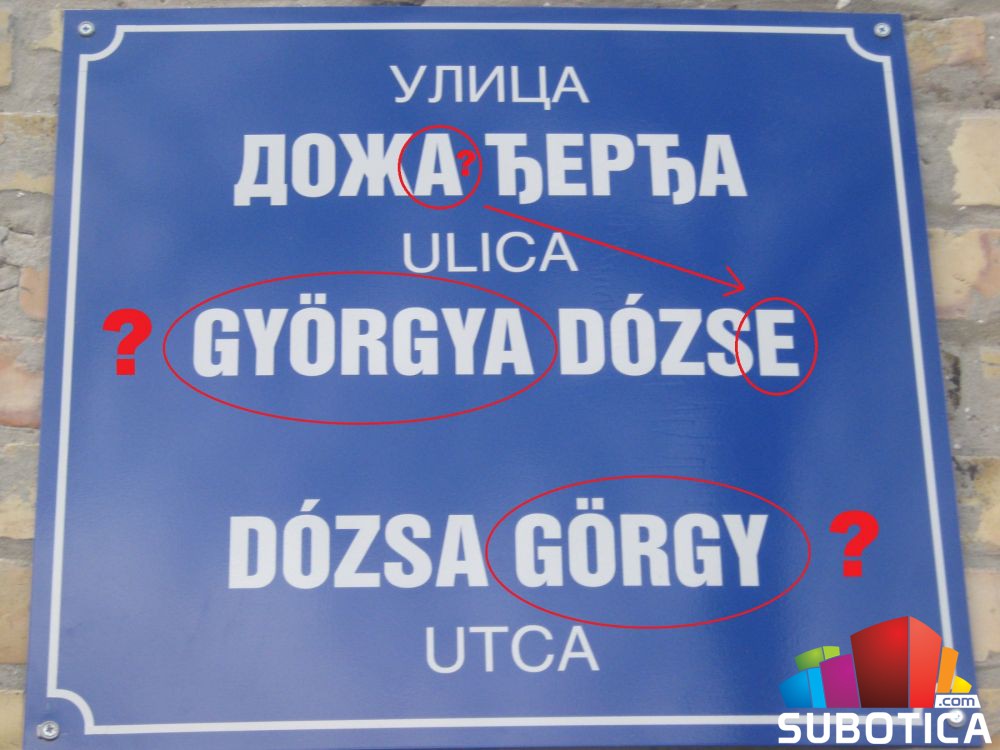 УЛИЦА
ДОЖА ? ЂЕРЂА
ULICA
? GYÖRGYA DÓZSE
DÓZSA GÖRGY ?
UTCA
.com
SUBOTICA